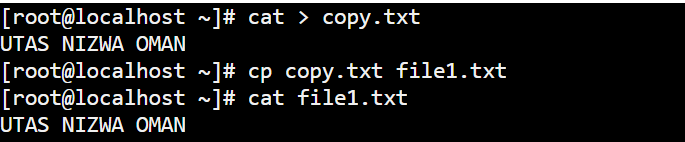 [root@localhost ~]# cat > copy.txt
UTAS NIZWA OMAN
[root@localhost ~]# cp copy.txt file1.txt
[root@localhost ~]# cat file1.txt
UTAS NIZWA OMAN